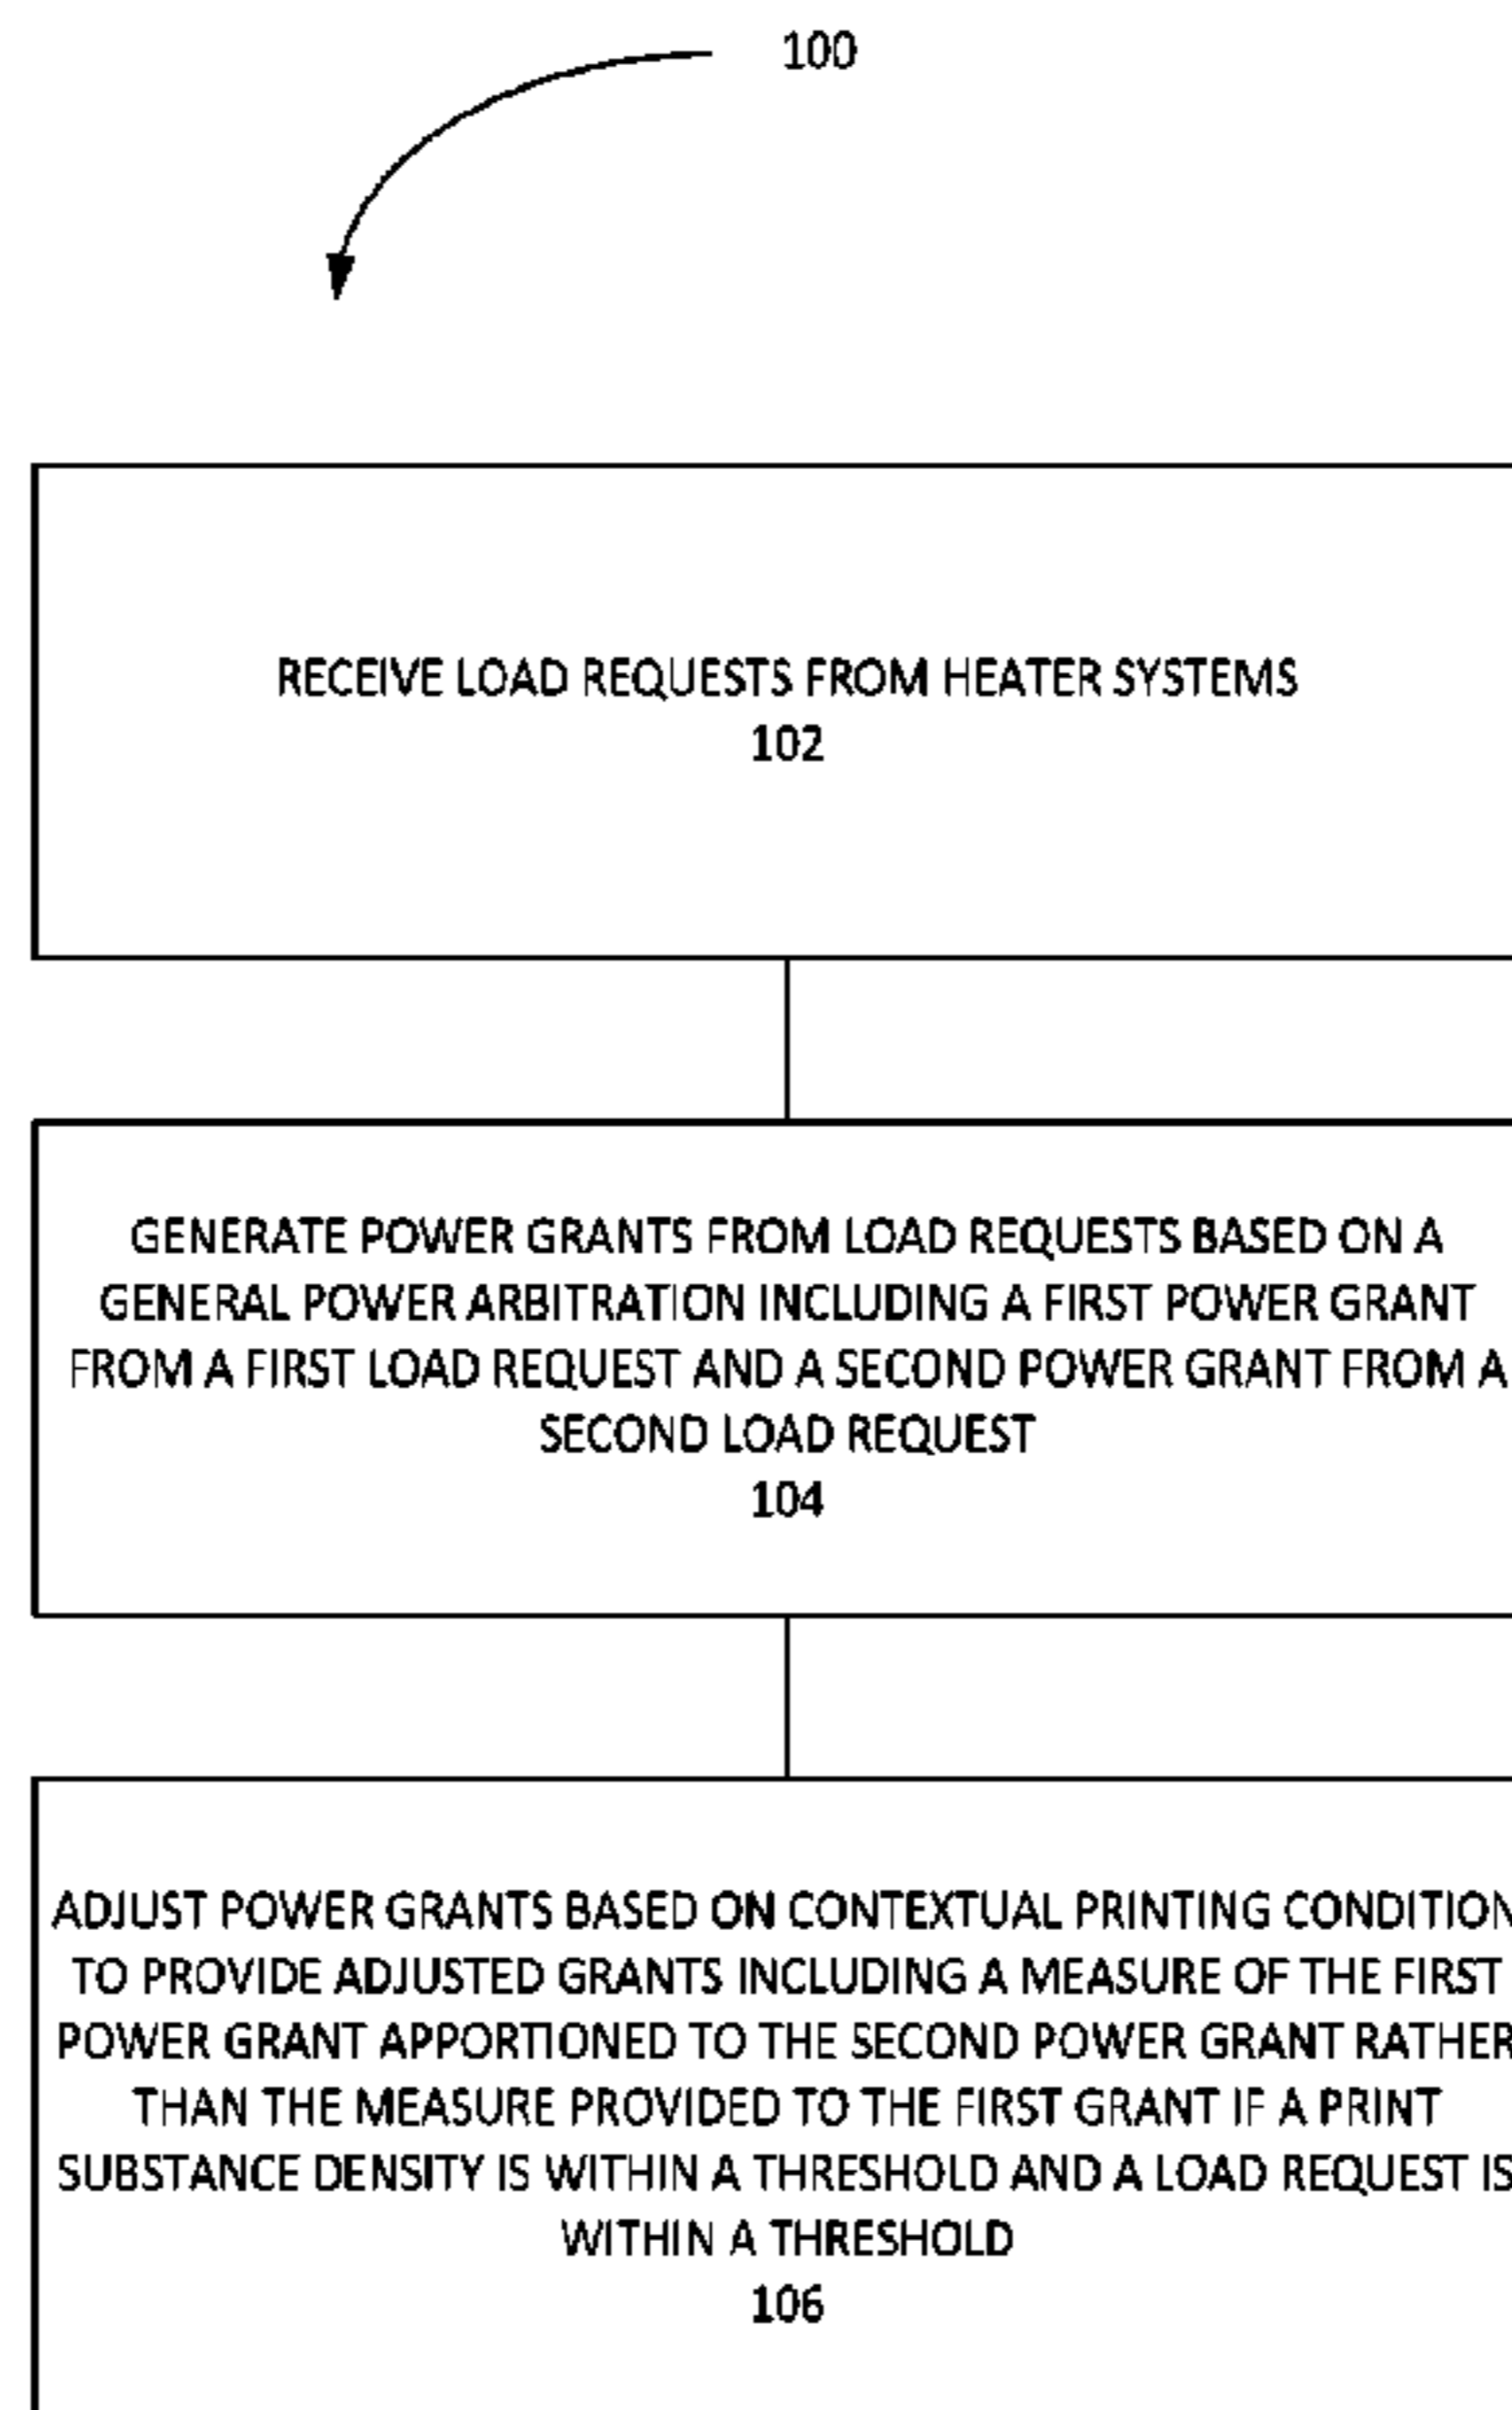 100
RECEIVE LOAD REQUESTS FROM HEATER SYSTEMS
102
GENERATE POWER GRANTS FROM LOAD REQUESTS BASED ON A
GENERAL POWER ARBITRATION INCLUDING A FIRST POWER GRANT
FROM A FIRST LOAD REQUEST AND A SECOND POWER GRANT FROM A
SECOND LOAD REQUEST
104
ADJUST POWER GRANTS BASED ON CONTEXTUAL PRINTING CONDITION
TO PROVIDE ADJUSTED GRANTS INCLUDING A MEASURE OF THE FIRST
POWER GRANT APPORTIONED TO THE SECOND POWER GRANT RATHER
THAN THE MEASURE PROVIDED TO THE FIRST GRANT IF A PRINT
SUBSTANCE DENSITY IS WITHIN A THRESHOLD AND A LOAD REQUEST IS
WITHIN A THRESHOLD
106